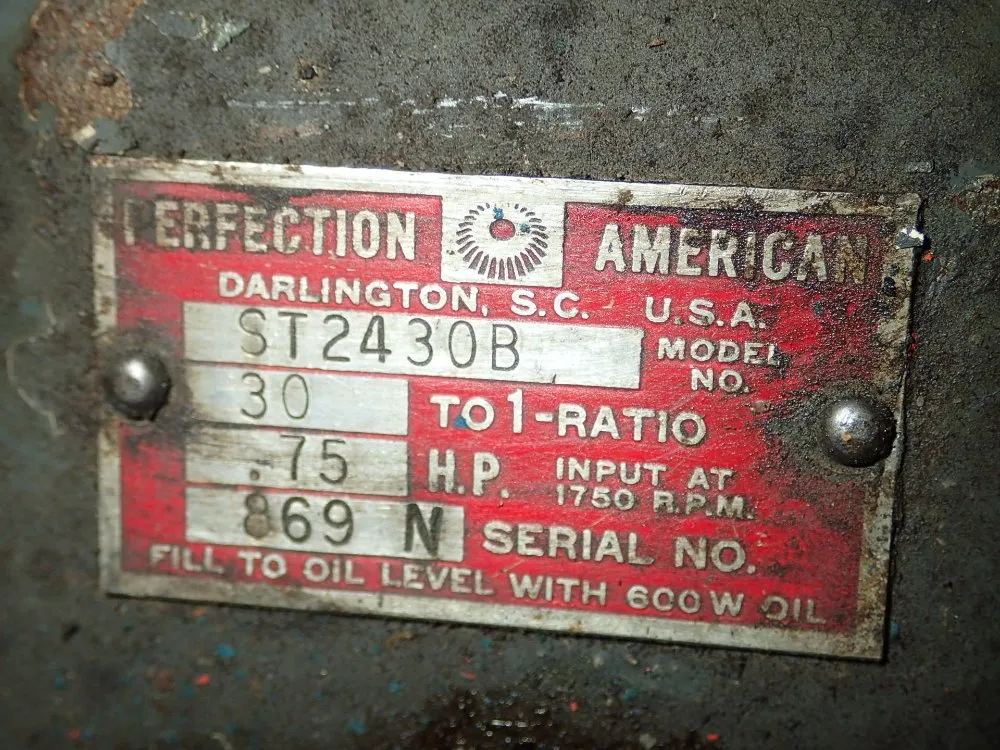 PERFECTION AMERICAN
DARLINGTON, S.C. U.S.A.
ST2430B MODEL NO.
30 TO 1-RATIO
.75 H.P. INPUT AT 1750 R.P.M.
869 N SERIAL NO.
FILL TO OIL LEVEL WITH 600W OIL